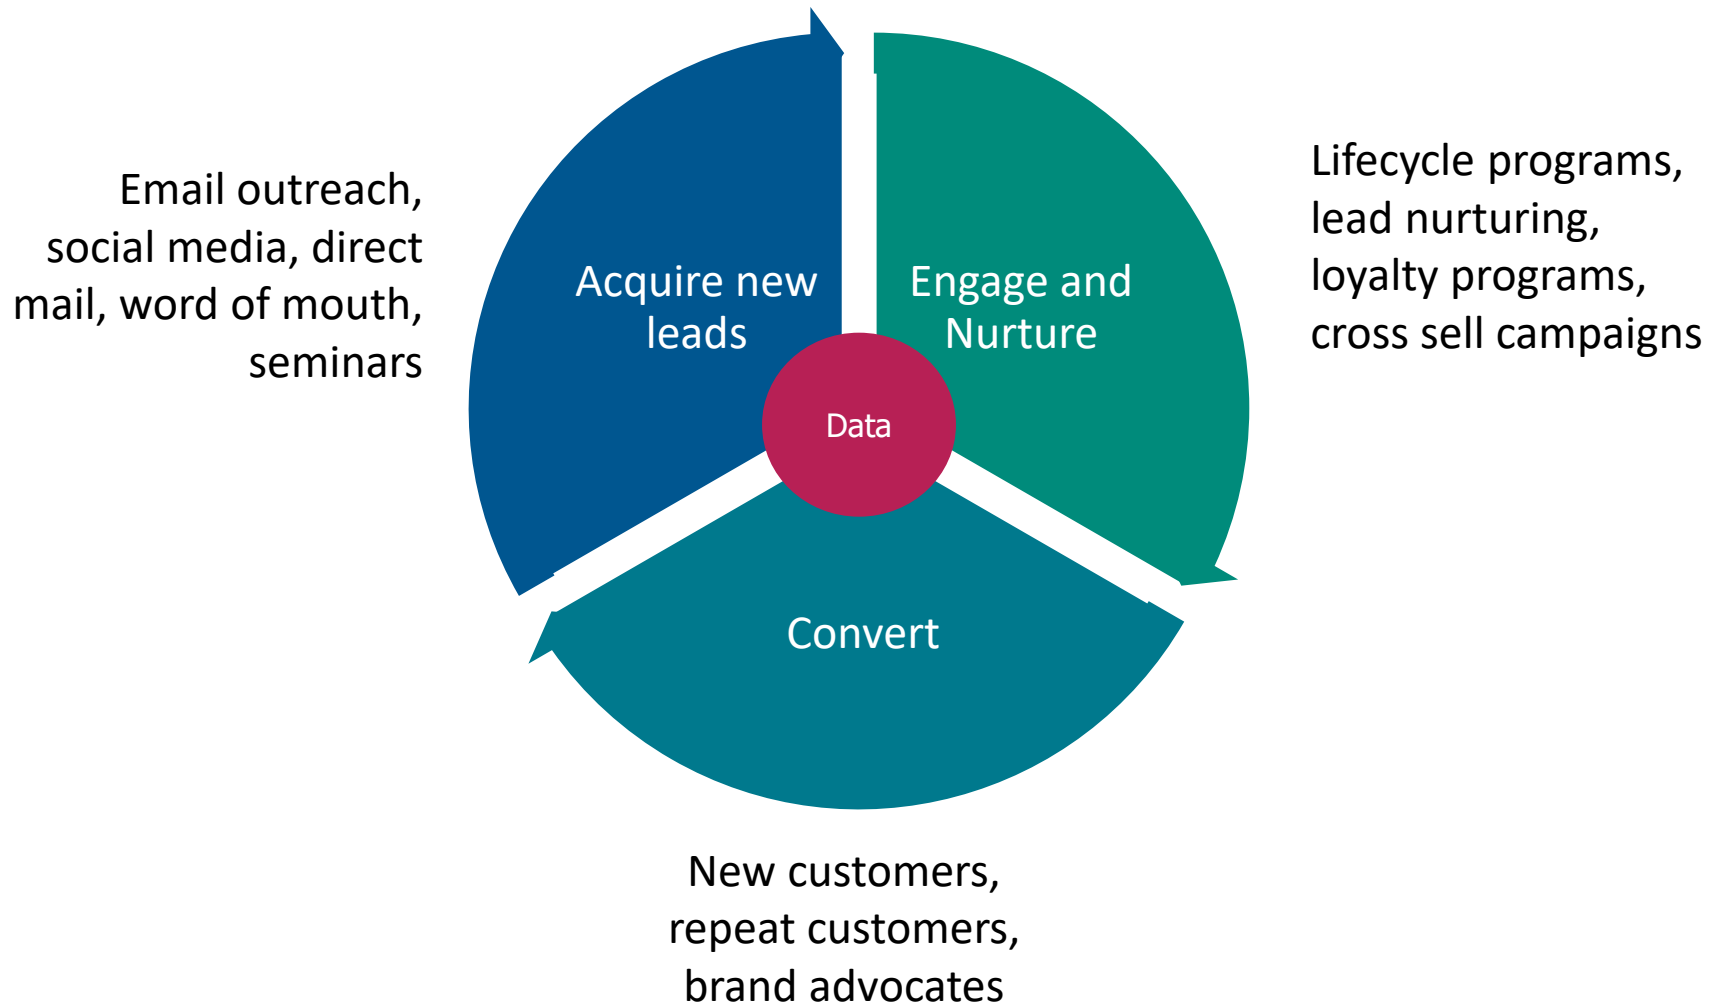 Email outreach,
social media, direct
mail, word of mouth,
seminars
Acquire new
leads
Engage and
Nurture
Lifecycle programs,
lead nurturing,
loyalty programs,
cross sell campaigns
Data
Convert
New customers,
repeat customers,
brand advocates